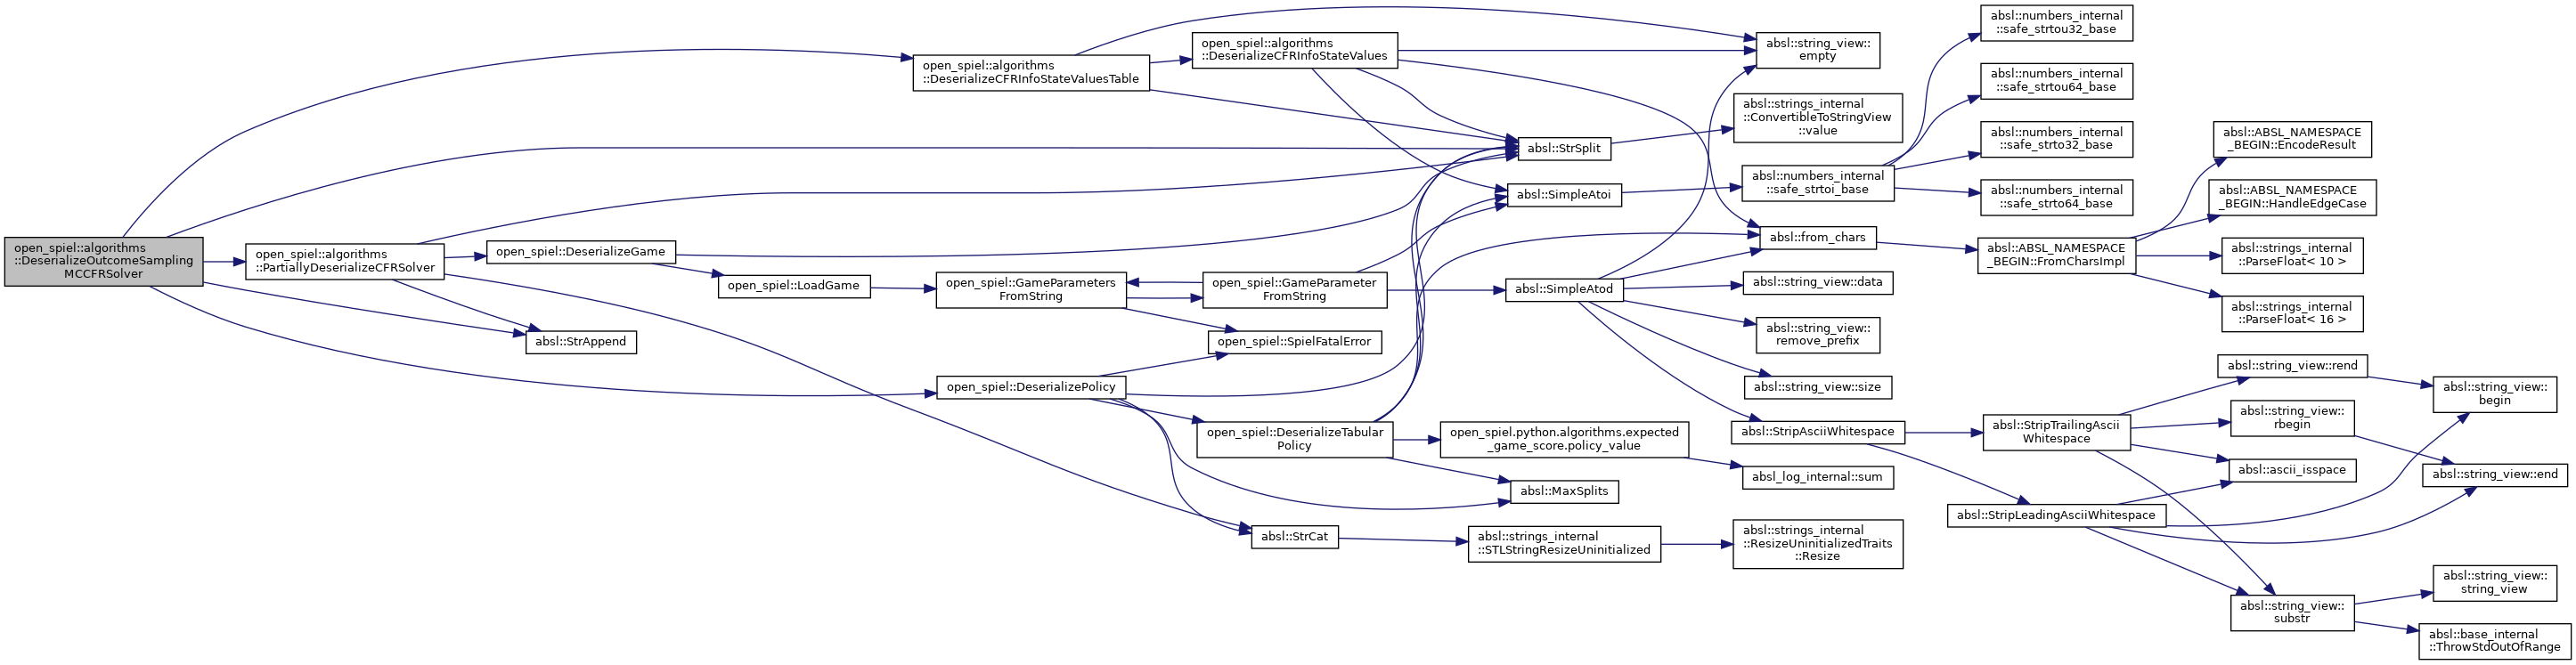 open_spiel::algorithms
::DeserializeOutcomeSampling
MCCFRSolver
open_spiel::algorithms
::DeserializeCFRInfoStateValuesTable
open_spiel::algorithms
::PartiallyDeserializeCFRSolver
open_spiel::DeserializeGame
absl::StrAppend
open_spiel::LoadGame
open_spiel::GameParameters
FromString
open_spiel::DeserializePolicy
open_spiel::algorithms
::DeserializeCFRInfoStateValues
open_spiel::GameParameter
FromString
open_spiel::SpielFatalError
open_spiel::DeserializeTabular
Policy
absl::StrCat
absl::StrSplit
absl::SimpleAtoi
absl::SimpleAtod
open_spiel.python.algorithms.expected
_game_score.policy_value
absl::MaxSplits
absl::strings_internal
::STLStringResizeUninitialized
absl::string_view::
empty
absl::strings_internal
::ConvertibleToStringView
::value
absl::numbers_internal
::safe_strtoi_base
absl::from_chars
absl::string_view::data
absl::string_view::
remove_prefix
absl::string_view::size
absl::StripAsciiWhitespace
absl_log_internal::sum
absl::strings_internal
::ResizeUninitializedTraits
::Resize
absl::numbers_internal
::safe_strtou32_base
absl::numbers_internal
::safe_strtou64_base
absl::numbers_internal
::safe_strto32_base
absl::numbers_internal
::safe_strto64_base
absl::ABSL_NAMESPACE
_BEGIN::FromCharsImpl
absl::StripTrailingAscii
Whitespace
absl::StripLeadingAsciiWhitespace
absl::ABSL_NAMESPACE
_BEGIN::EncodeResult
absl::ABSL_NAMESPACE
_BEGIN::HandleEdgeCase
absl::strings_internal
::ParseFloat< 10 >
absl::strings_internal
::ParseFloat< 16 >
absl::string_view::rend
absl::string_view::
rbegin
absl::ascii_isspace
absl::string_view::
substr
absl::string_view::
begin
absl::string_view::end
absl::string_view::
string_view
absl::base_internal
::ThrowStdOutOfRange